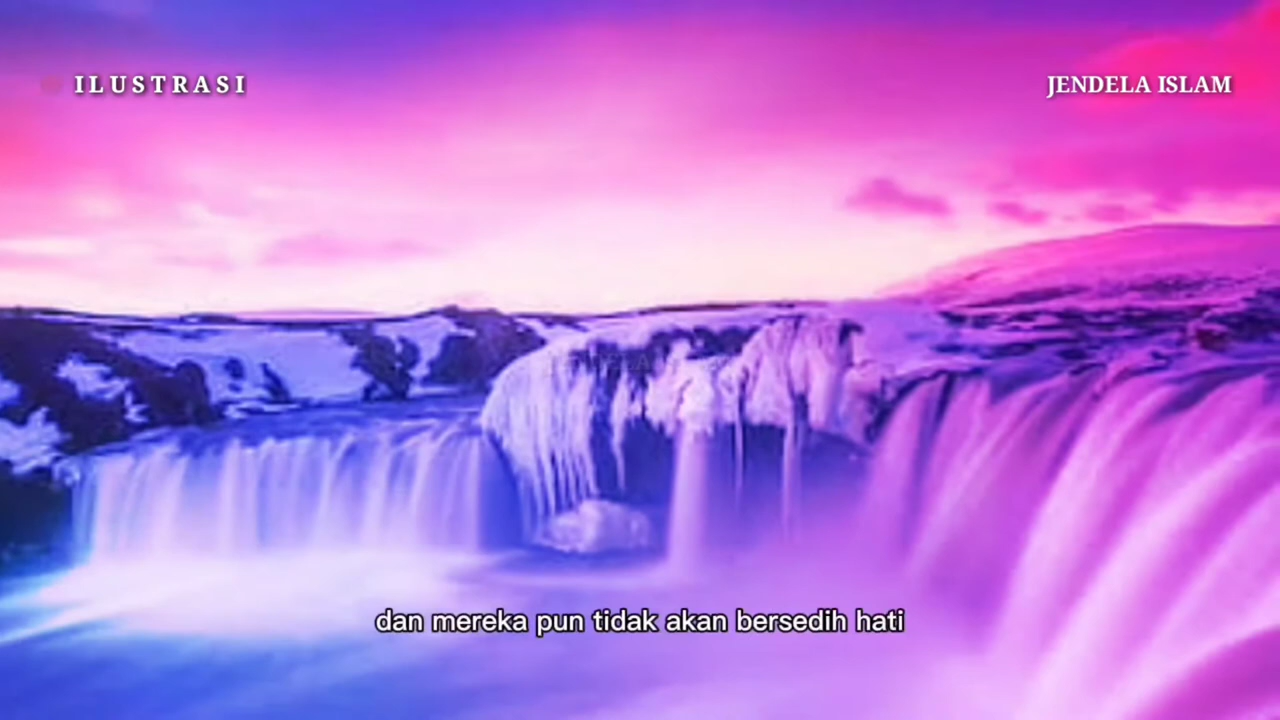 ILUSTRASI
JENDELA ISLAM
dan mereka pun tidak akan bersedih hati